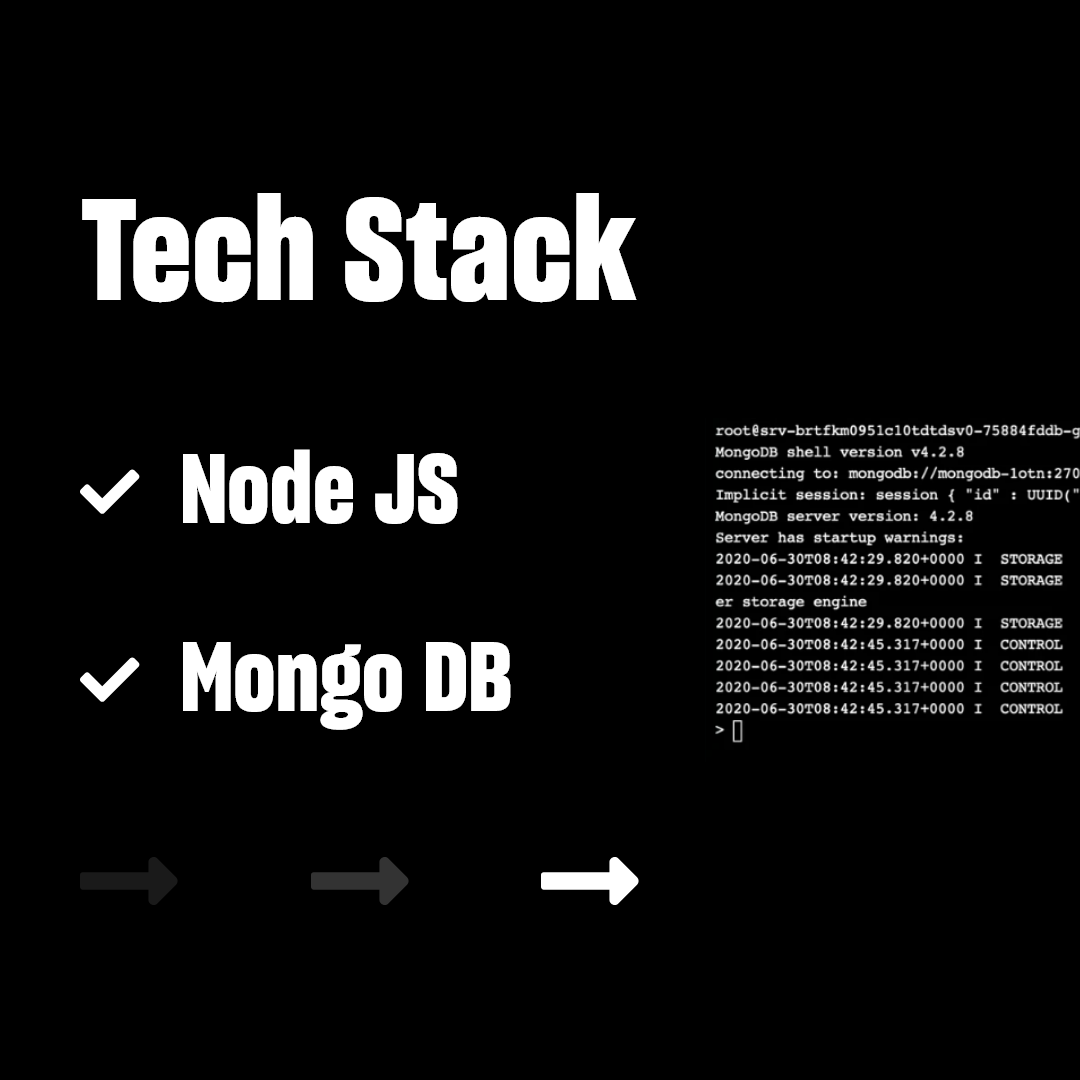 Tech Stack
Node JS
Mongo DB
root@srv-brtfkm0951c10tdtdsv0-75884fddb-g
MongoDB shell version v4.2.8
connecting to: mongodb://mongodb-1otn:270
Implicit session: session { "id" : UUID("
MongoDB server version: 4.2.8
Server has startup warnings:
2020-06-30T08:42:29.820+0000 I  STORAGE
2020-06-30T08:42:29.820+0000 I  STORAGE
er storage engine
2020-06-30T08:42:29.820+0000 I  STORAGE
2020-06-30T08:42:45.317+0000 I  CONTROL
2020-06-30T08:42:45.317+0000 I  CONTROL
2020-06-30T08:42:45.317+0000 I  CONTROL
2020-06-30T08:42:45.317+0000 I  CONTROL
>